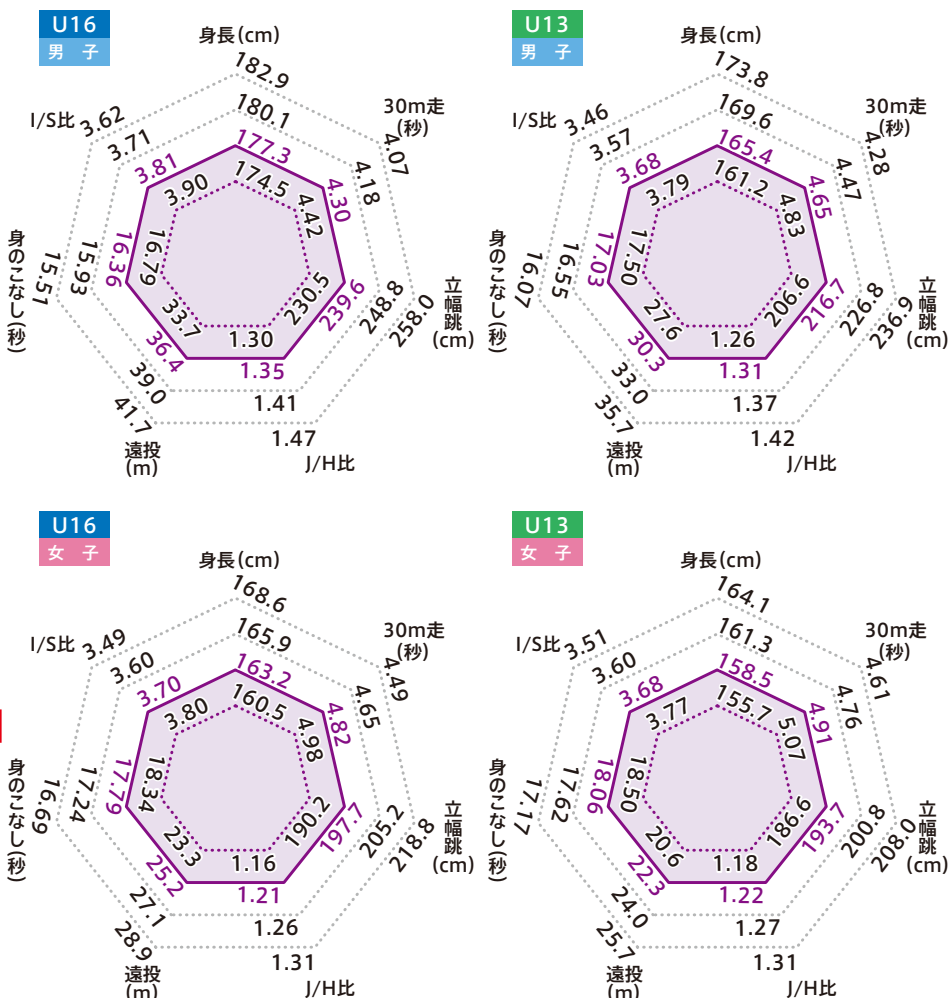 U16
男 子
身長(cm)
182.9
180.1
177.3
174.5
30m走
(秒)
4.07
4.18
4.30
4.42
立幅跳
(cm)
258.0
248.8
239.6
230.5
J/H比
1.47
1.41
1.35
1.30
遠投
(m)
41.7
39.0
36.4
33.7
身のこなし(秒)
15.51
15.93
16.36
16.79
I/S比
3.62
3.71
3.81
3.90
U13
男 子
身長(cm)
173.8
169.6
165.4
161.2
30m走
(秒)
4.28
4.47
4.65
4.83
立幅跳
(cm)
236.9
226.8
216.7
206.6
J/H比
1.42
1.37
1.31
1.26
遠投
(m)
35.7
33.0
30.3
27.6
身のこなし(秒)
16.07
16.55
17.03
17.50
I/S比
3.46
3.57
3.68
3.79
U16
女 子
身長(cm)
168.6
165.9
163.2
160.5
30m走
(秒)
4.49
4.65
4.82
4.98
立幅跳
(cm)
218.8
205.2
197.7
190.2
J/H比
1.31
1.26
1.21
1.16
遠投
(m)
28.9
27.1
25.2
23.3
身のこなし(秒)
16.69
17.24
17.79
18.34
I/S比
3.49
3.60
3.70
3.80
U13
女 子
身長(cm)
164.1
161.3
158.5
155.7
30m走
(秒)
4.61
4.76
4.91
5.07
立幅跳
(cm)
208.0
200.8
193.7
186.6
J/H比
1.31
1.27
1.22
1.18
遠投
(m)
25.7
24.0
22.3
20.6
身のこなし(秒)
17.17
17.62
18.06
18.50
I/S比
3.51
3.60
3.68
3.77